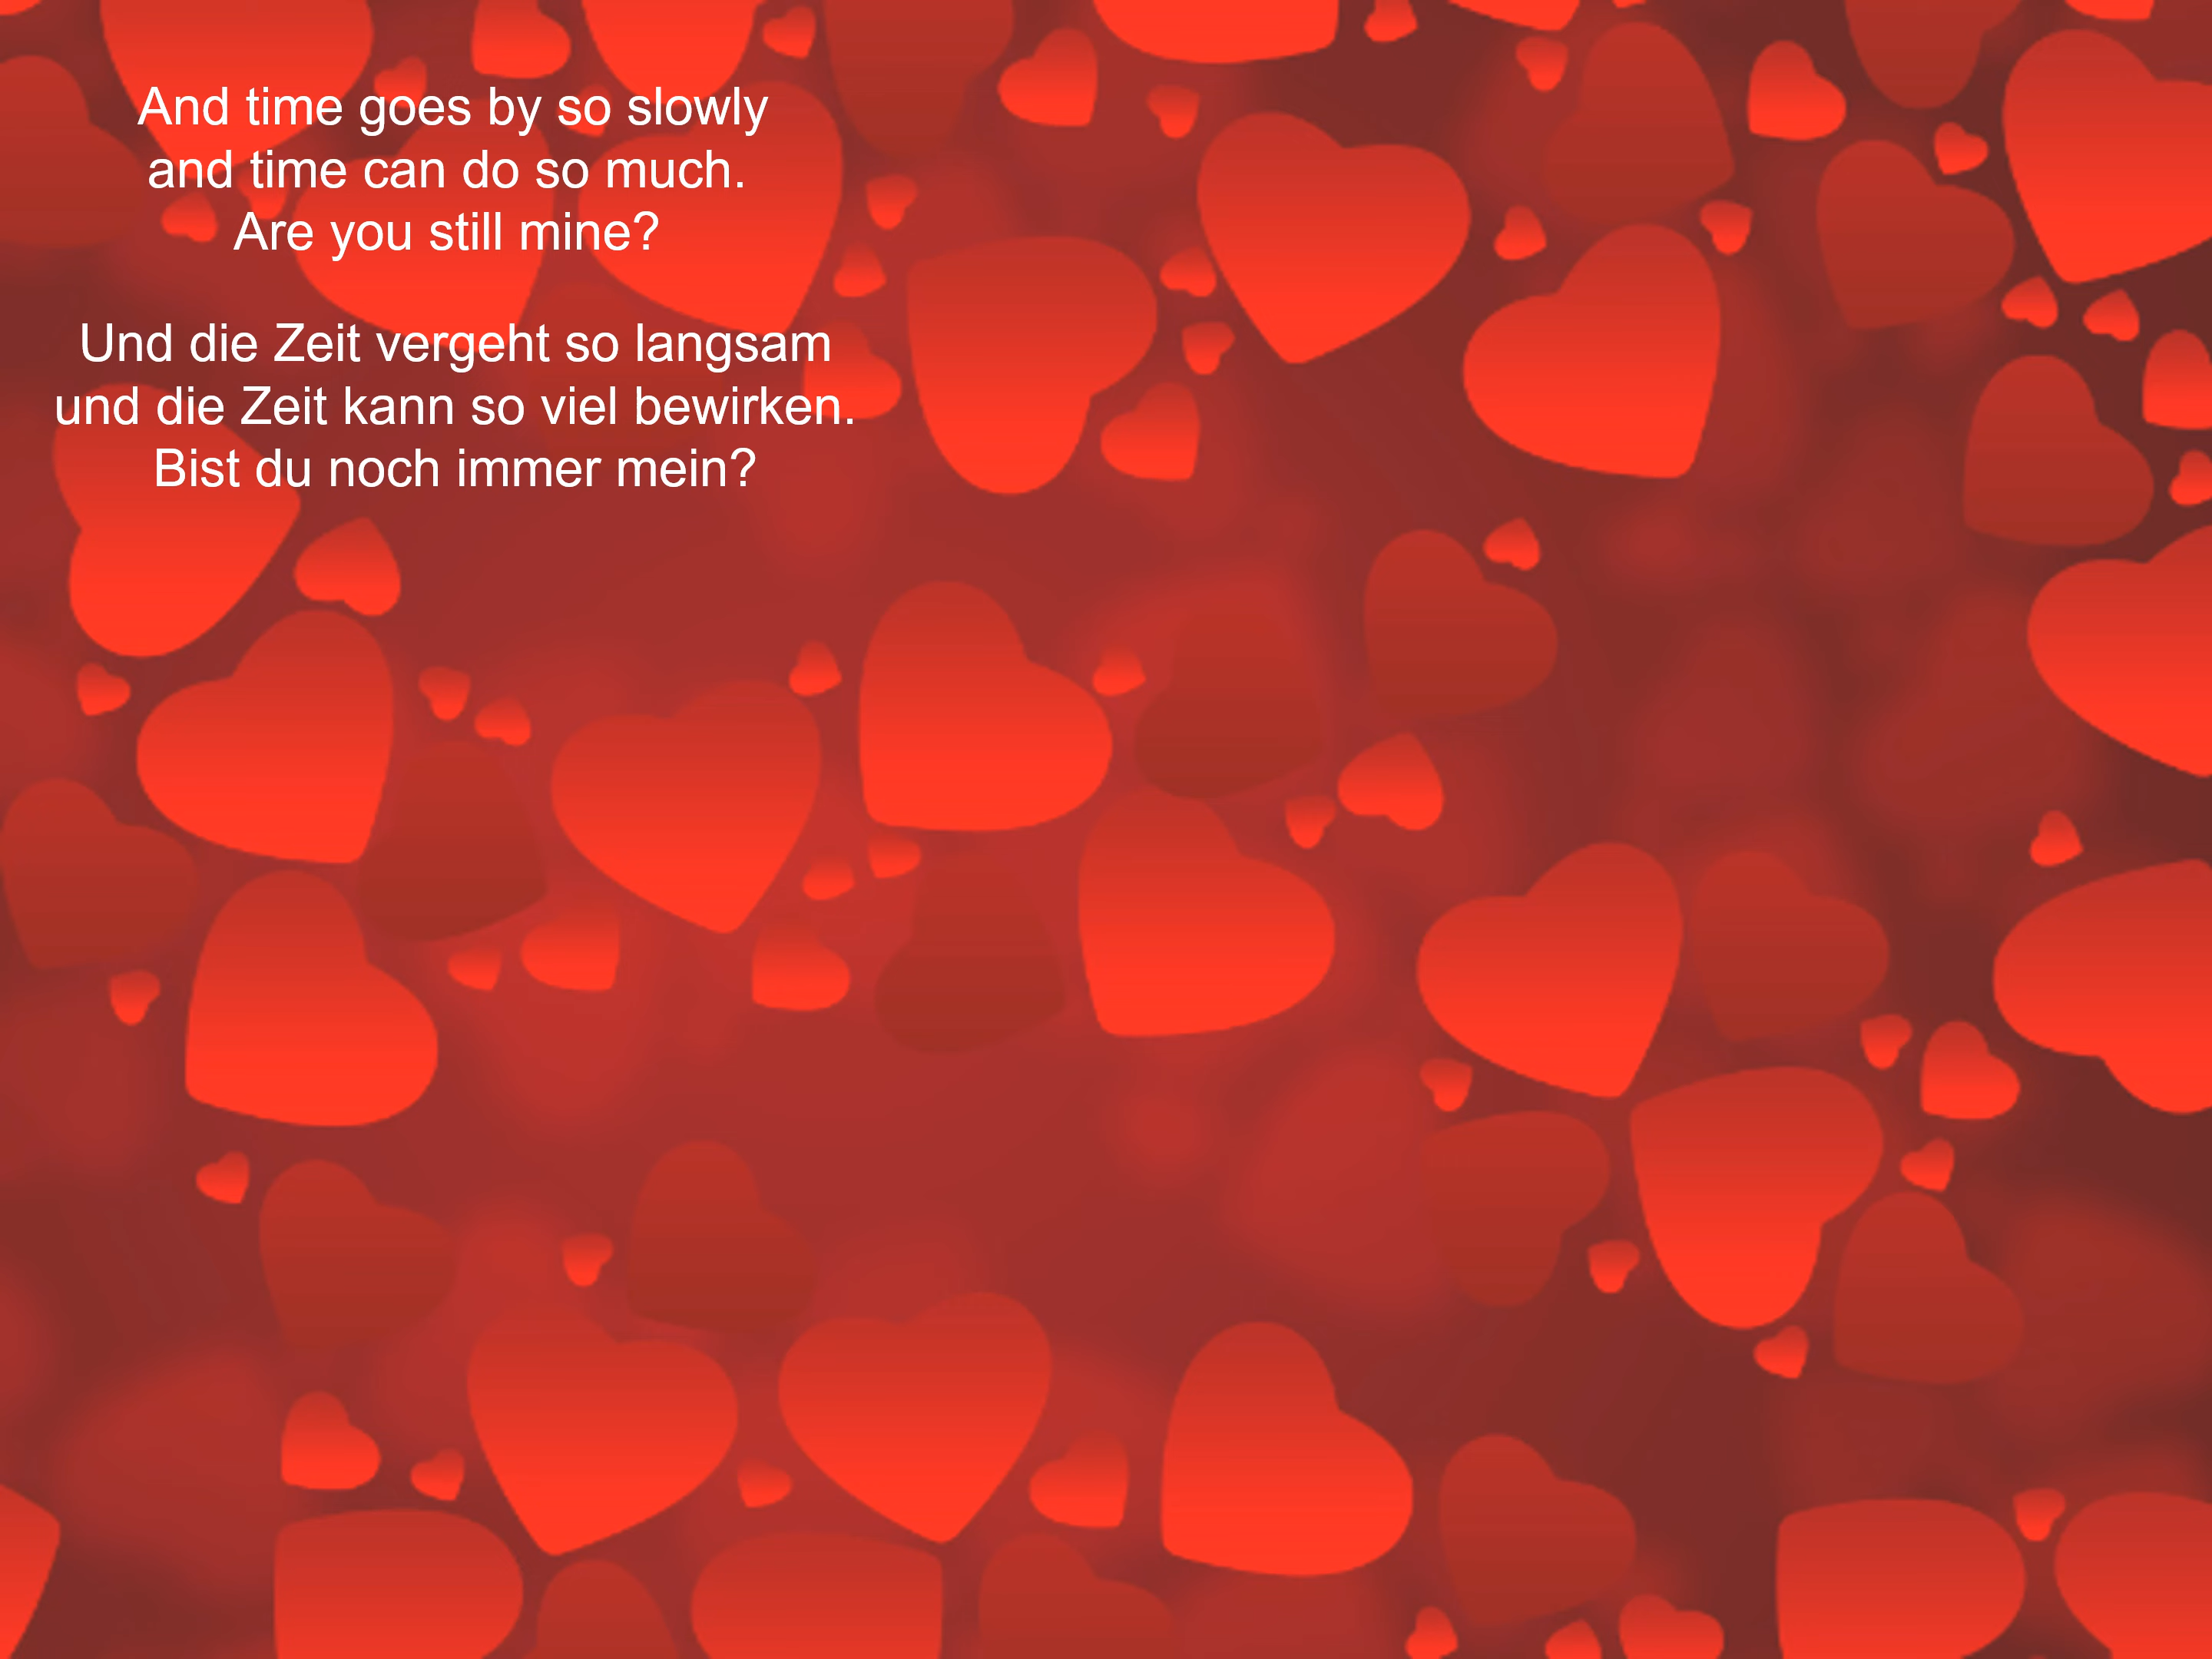 And time goes by so slowly
and time can do so much.
Are you still mine?
Und die Zeit vergeht so langsam
und die Zeit kann so viel bewirken.
Bist du noch immer mein?